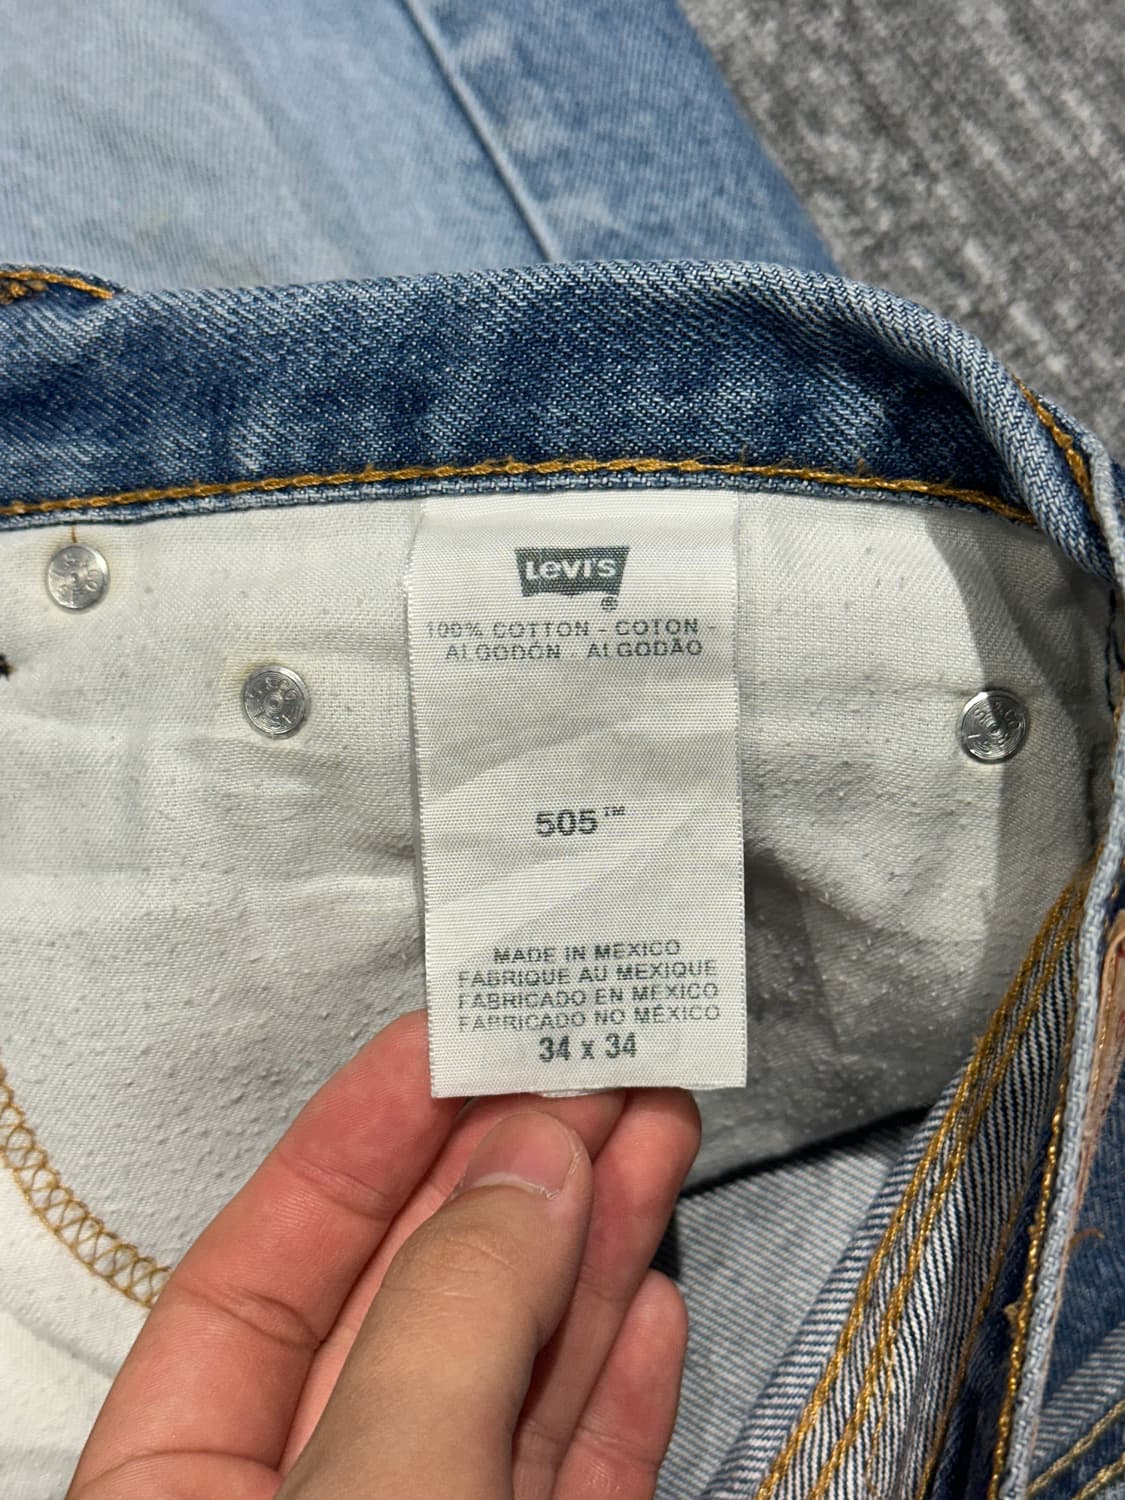 Levi's
®
100% COTTON - COTON -
ALGODÓN - ALGODÃO
505™
MADE IN MEXICO
FABRIQUE AU MEXIQUE
FABRICADO EN MÉXICO
FABRICADO NO MÉXICO
34 x 34